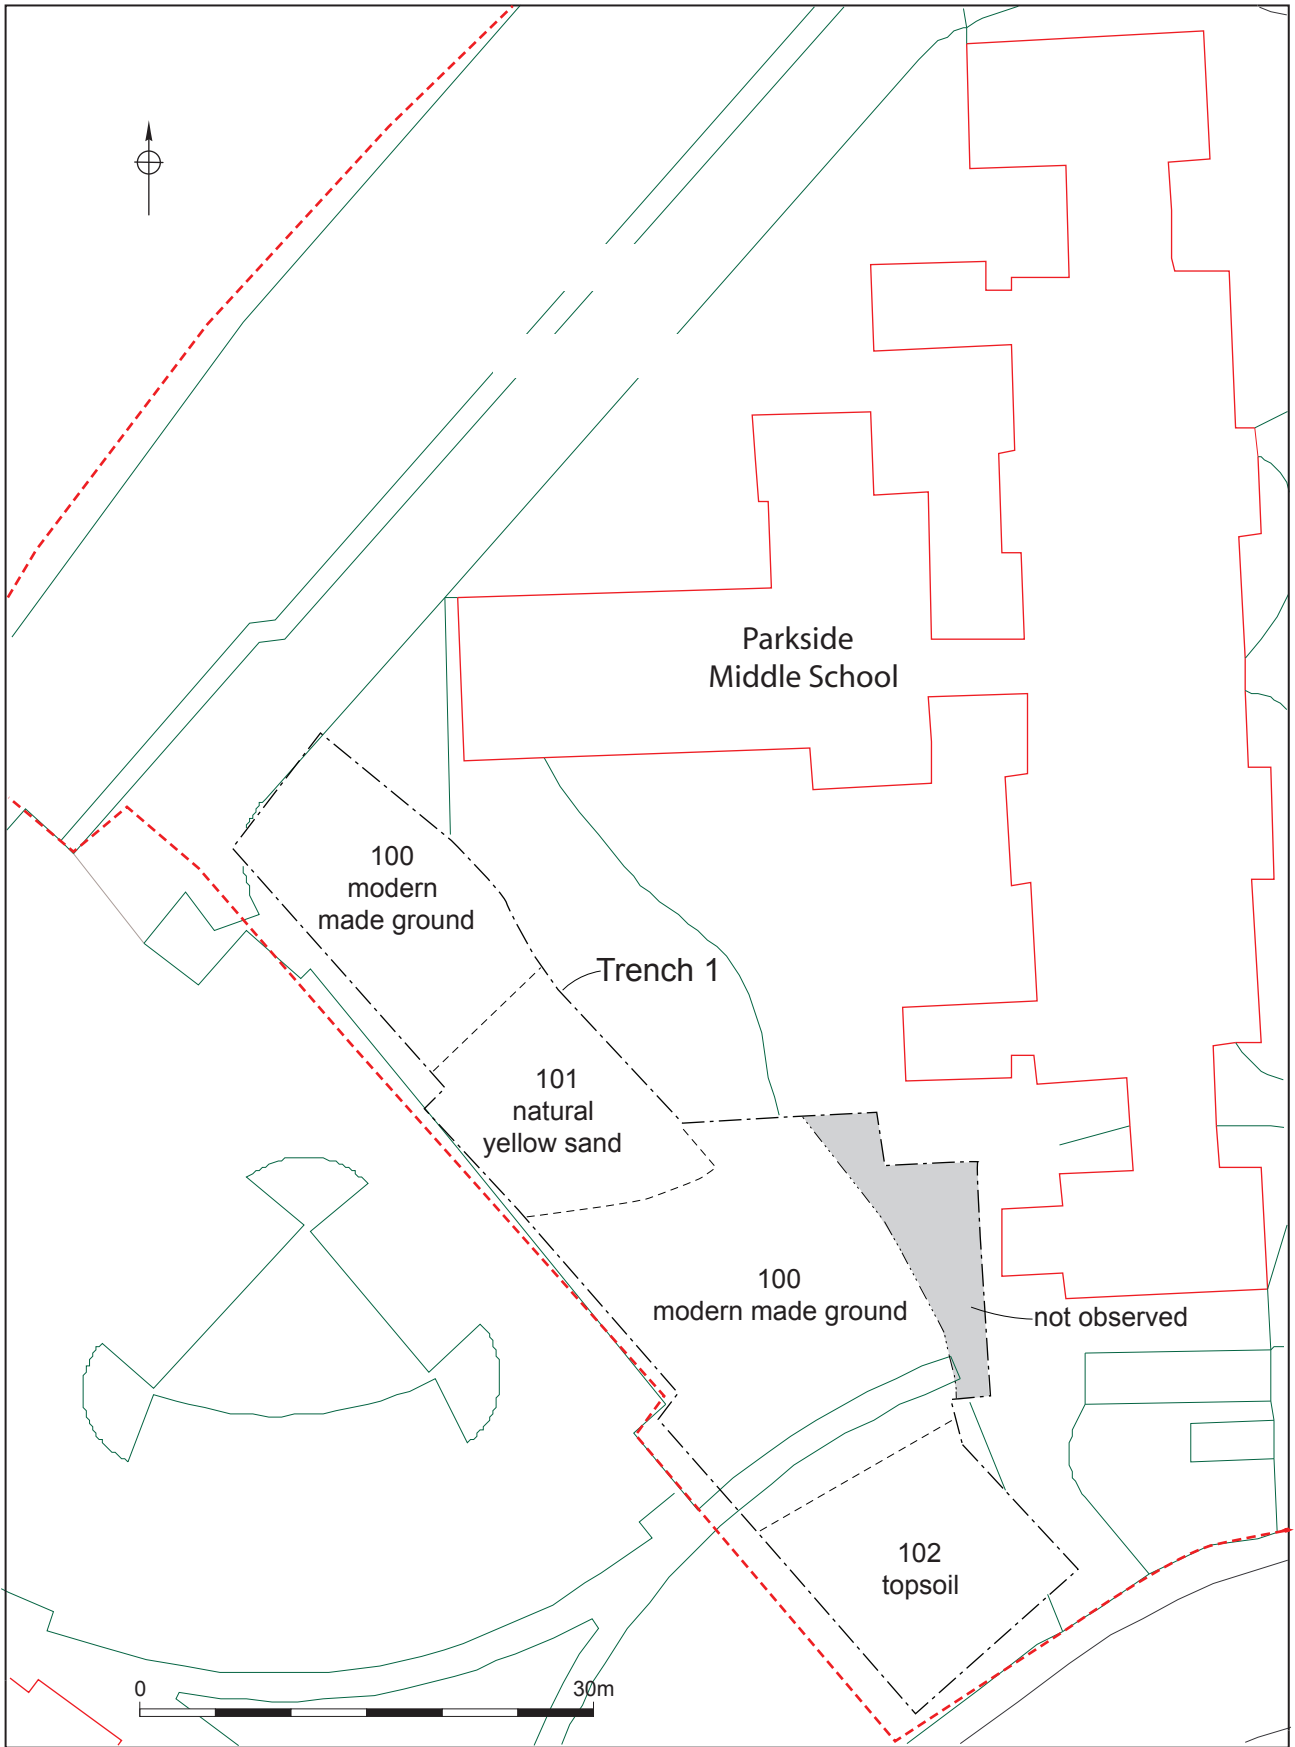 Parkside
Middle School
100
modern
made ground
Trench 1
101
natural
yellow sand
100
modern made ground
not observed
102
topsoil
0
30m